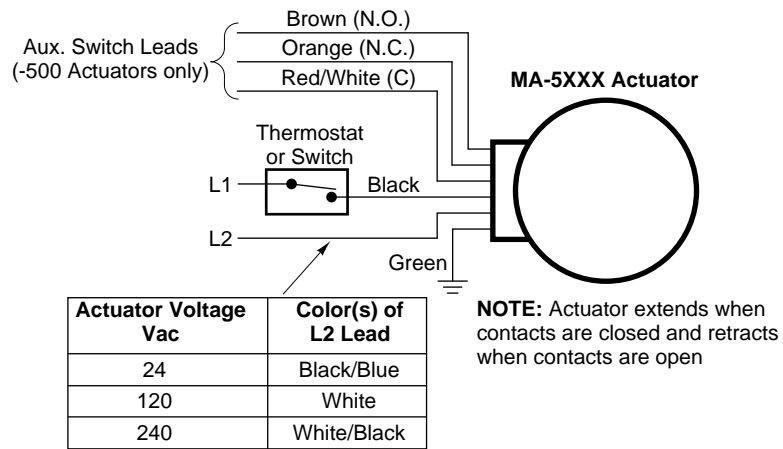 Brown (N.O.)
Aux. Switch Leads
(-500 Actuators only)
Orange (N.C.)
Red/White (C)
MA-5XXX Actuator
Thermostat
or Switch
L1
Black
L2
Green
Actuator Voltage Vac | Color(s) of L2 Lead
24 | Black/Blue
120 | White
240 | White/Black
NOTE: Actuator extends when
contacts are closed and retracts
when contacts are open